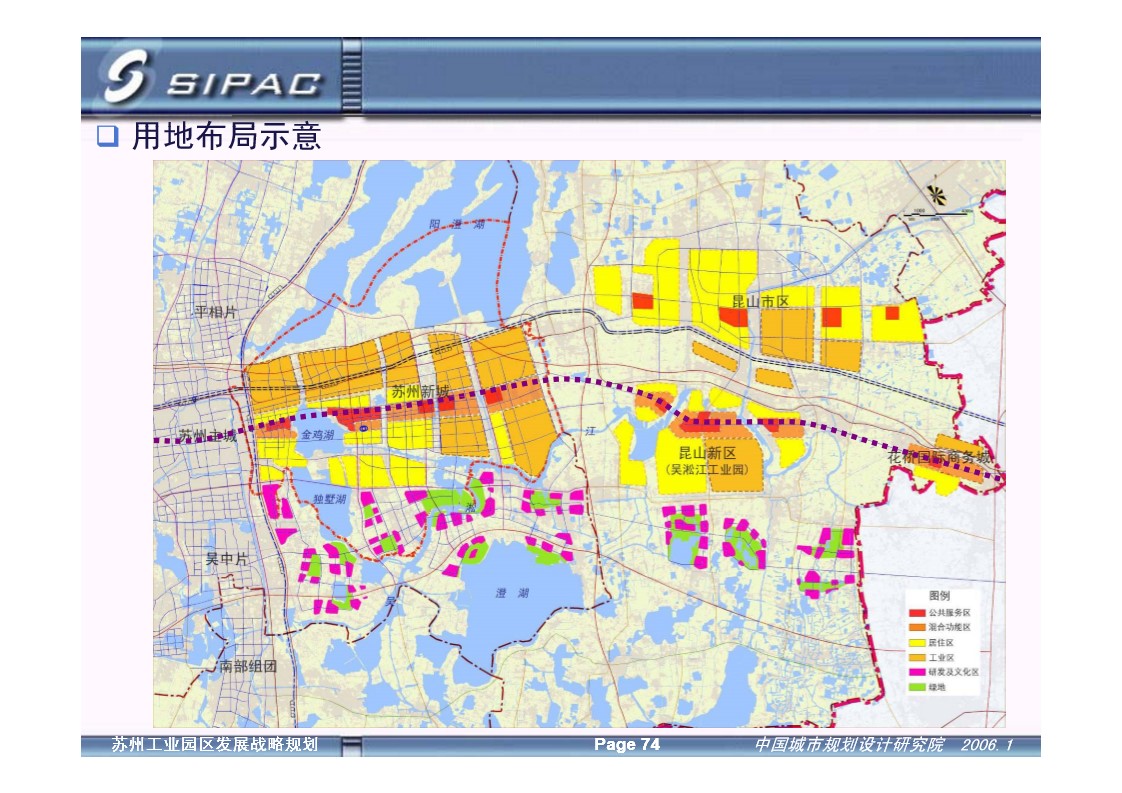 SIPAC
用地布局示意
阳澄湖
平相片
昆山市区
苏州新城
苏州主城
金鸡湖
江
昆山新区
(吴淞江工业园)
花桥国际商务城
独墅湖
淞
吴中片
澄湖
吴
南部组团
图例
公共服务区
混合功能区
居住区
工业区
研发及文化区
绿地
苏州工业园区发展战略规划
Page 74
中国城市规划设计研究院 2006.1